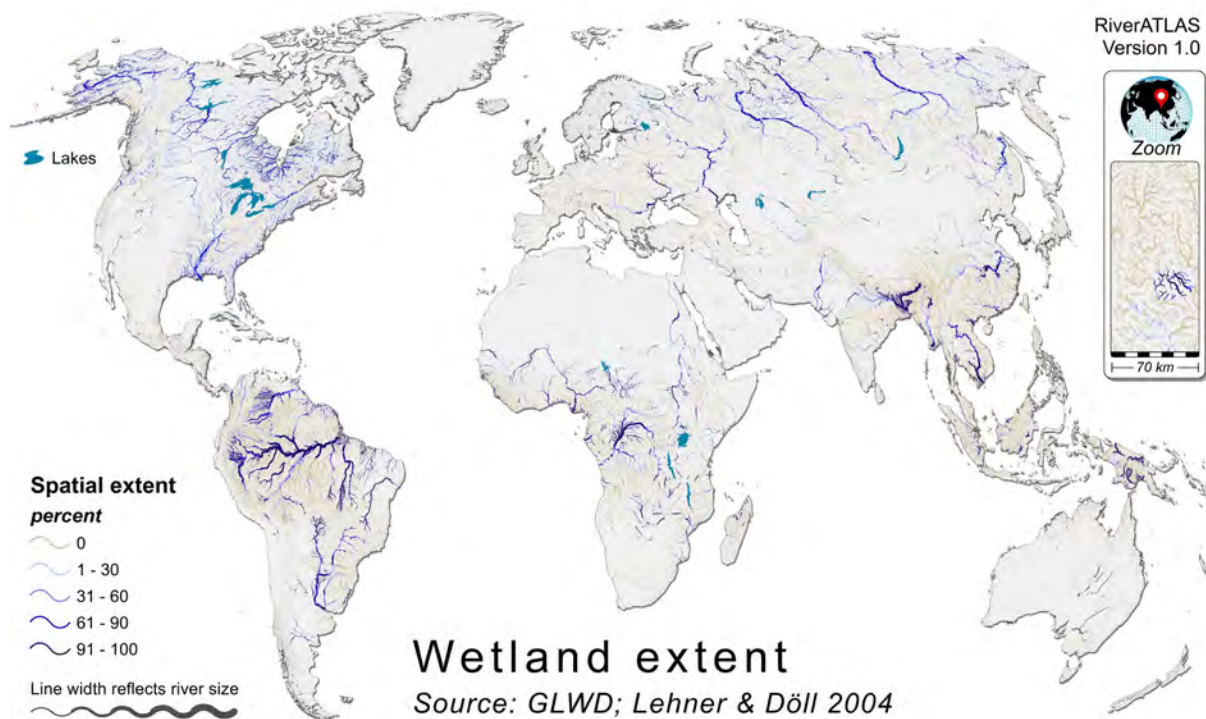 RiverATLAS
Version 1.0
Zoom
70 km
Lakes
Spatial extent
percent
0
1 - 30
31 - 60
61 - 90
91 - 100
Line width reflects river size
Wetland extent
Source: GLWD; Lehner & Döll 2004